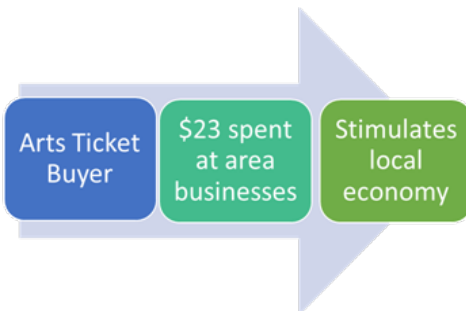 Arts Ticket
Buyer
$23 spent
at area
businesses
Stimulates
local
economy